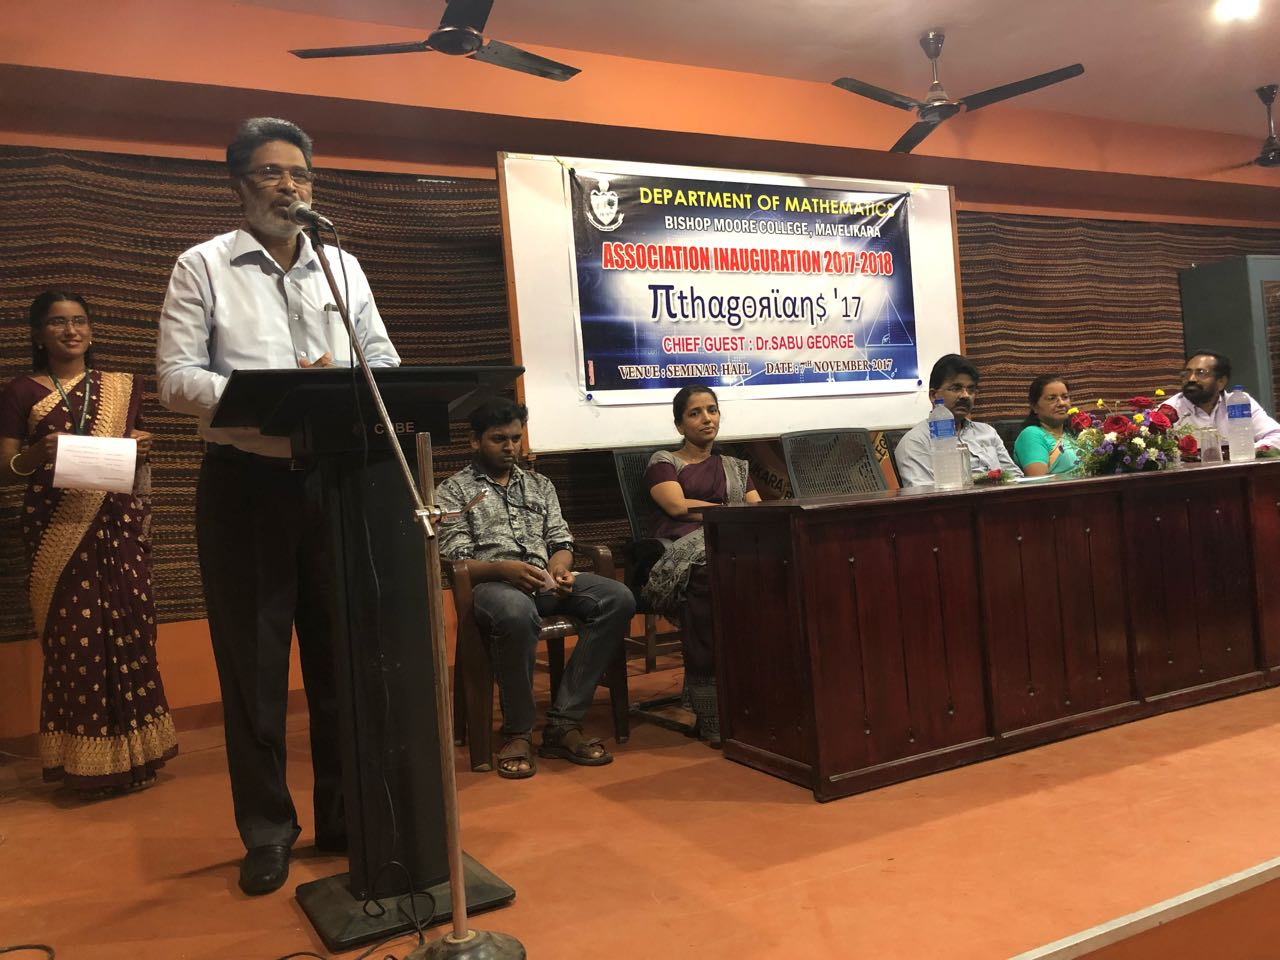 DEPARTMENT OF MATHEMATICS
BISHOP MOORE COLLEGE, MAVELIKARA
ASSOCIATION INAUGURATION 2017-2018
πthagoяïαη$ '17
CHIEF GUEST : Dr.SABU GEORGE
VENUE : SEMINAR HALL DATE : 7TH NOVEMBER 2017